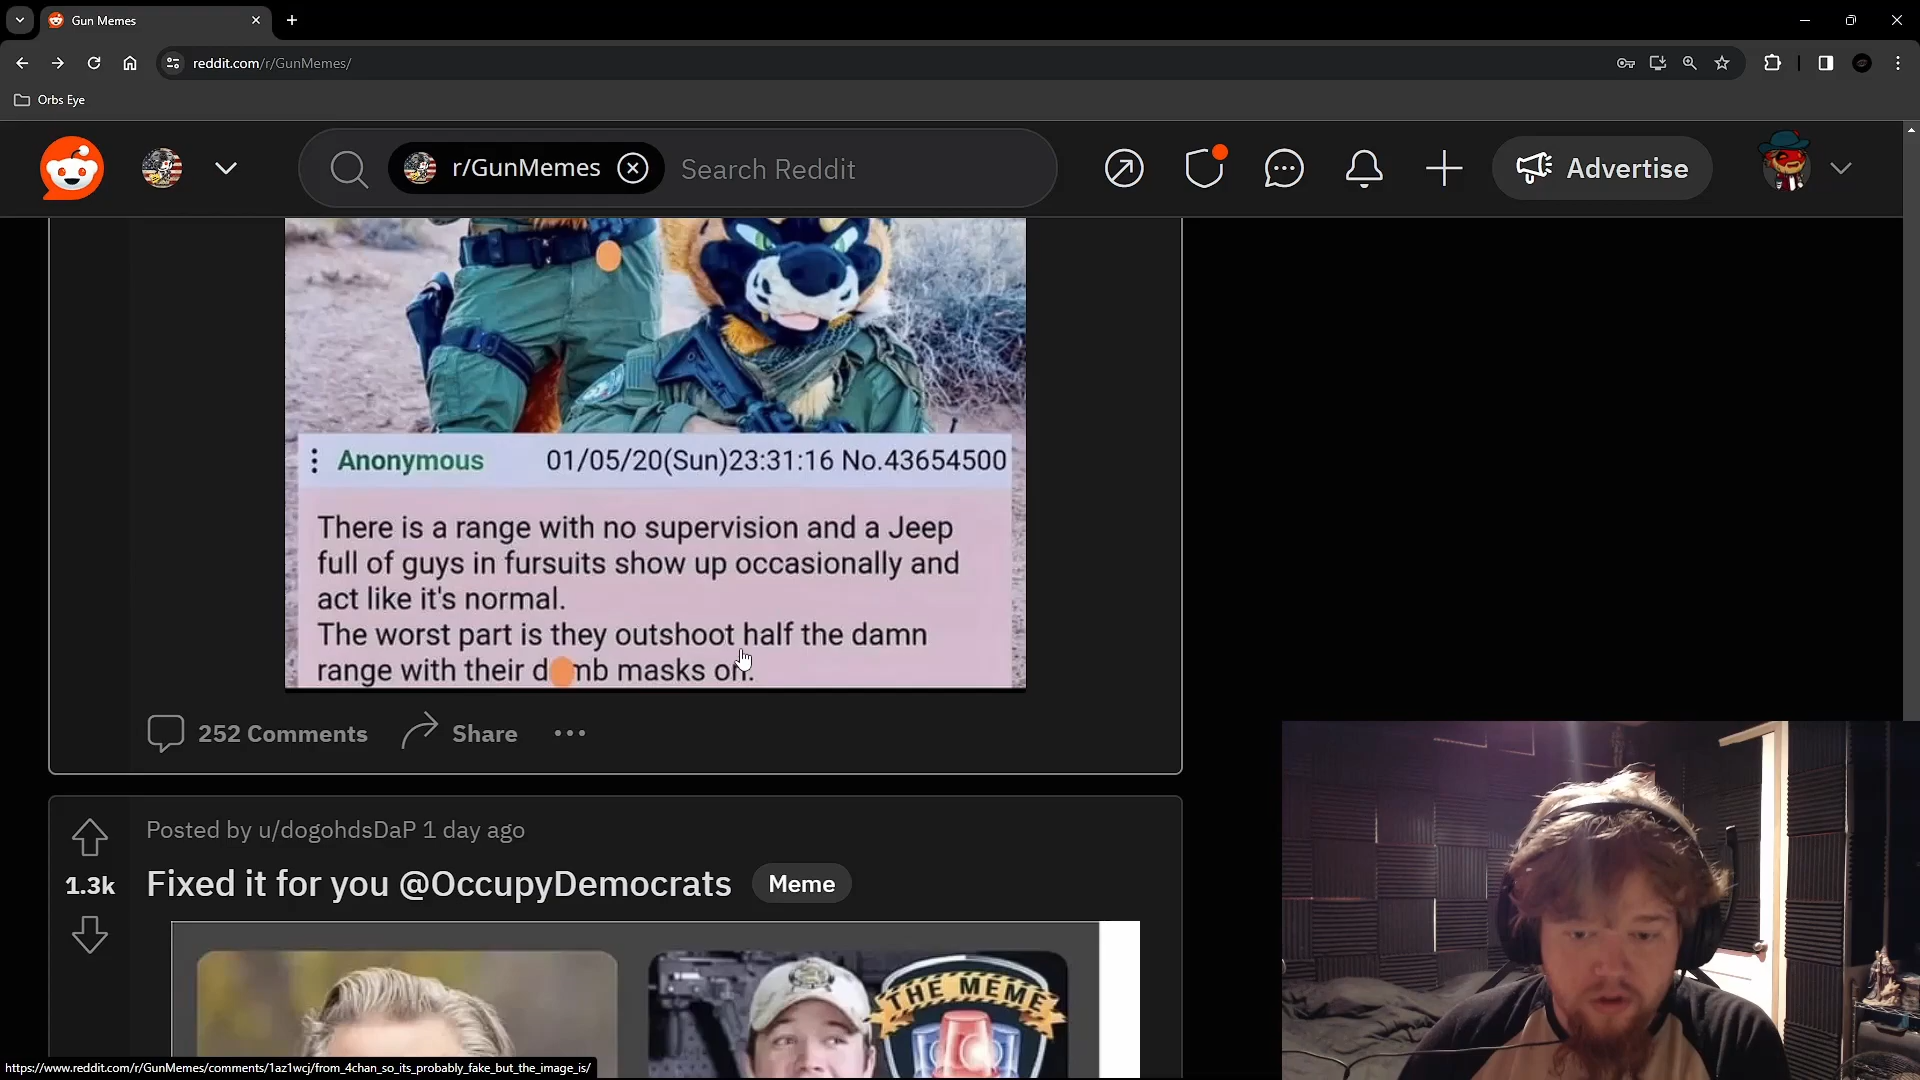 Gun Memes
reddit.com/r/GunMemes/
Orbs Eye
r/GunMemes
Search Reddit
Advertise
Anonymous 01/05/20(Sun)23:31:16 No.43654500
There is a range with no supervision and a Jeep
full of guys in fursuits show up occasionally and
act like it's normal.
The worst part is they outshoot half the damn
range with their d mb masks on.
252 Comments
Share
Posted by u/dogohdsDaP 1 day ago
1.3k
Fixed it for you @OccupyDemocrats
Meme
THE MEME
https://www.reddit.com/r/GunMemes/comments/1az1wcj/from_4chan_so_its_probably_fake_but_the_image_is/